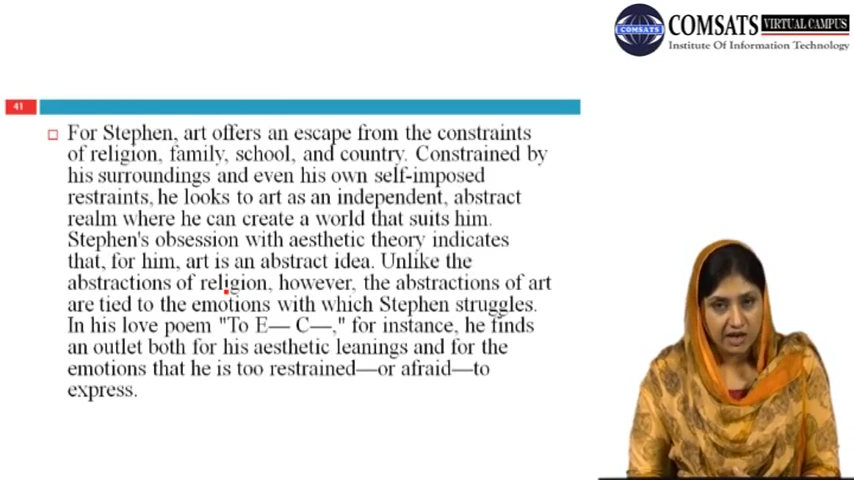 COMSATS
COMSATS VIRTUAL CAMPUS
Institute Of Information Technology
41
For Stephen, art offers an escape from the constraints
of religion, family, school, and country. Constrained by
his surroundings and even his own self-imposed
restraints, he looks to art as an independent, abstract
realm where he can create a world that suits him.
Stephen's obsession with aesthetic theory indicates
that, for him, art is an abstract idea. Unlike the
abstractions of religion, however, the abstractions of art
are tied to the emotions with which Stephen struggles.
In his love poem "To E— C—," for instance, he finds
an outlet both for his aesthetic leanings and for the
emotions that he is too restrained—or afraid—to
express.